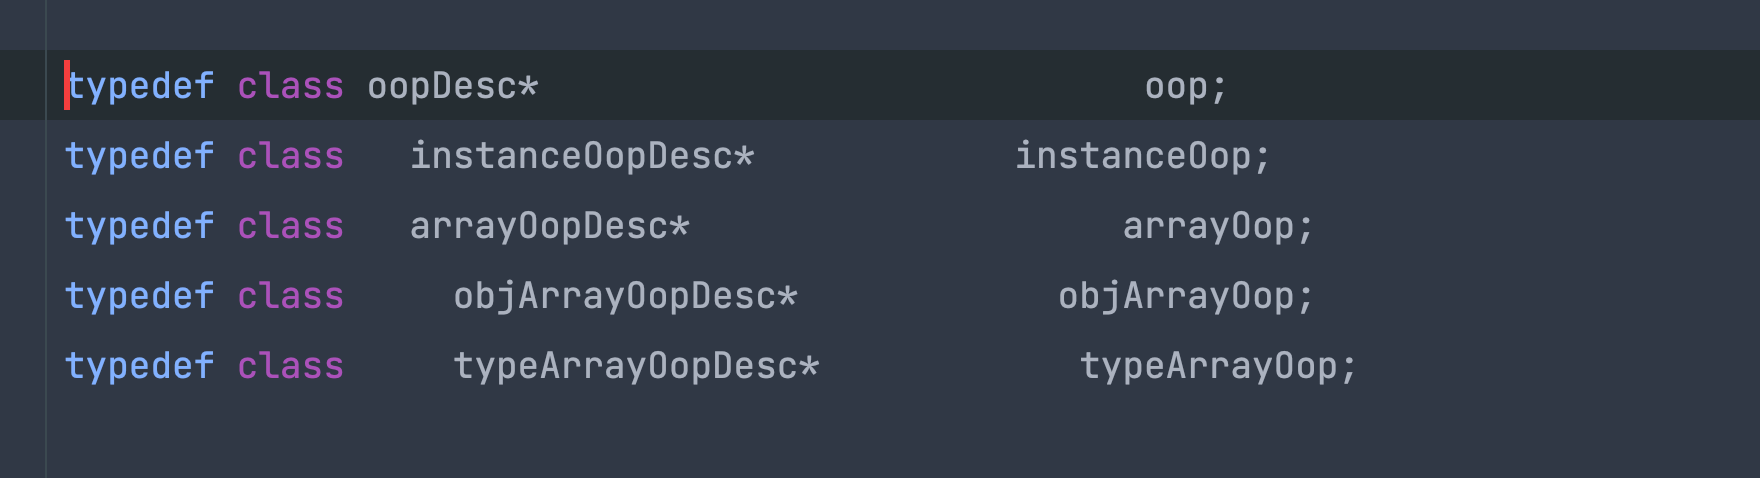 typedef class oopDesc*                            oop;
typedef class   instanceOopDesc*            instanceOop;
typedef class   arrayOopDesc*                    arrayOop;
typedef class     objArrayOopDesc*            objArrayOop;
typedef class     typeArrayOopDesc*            typeArrayOop;